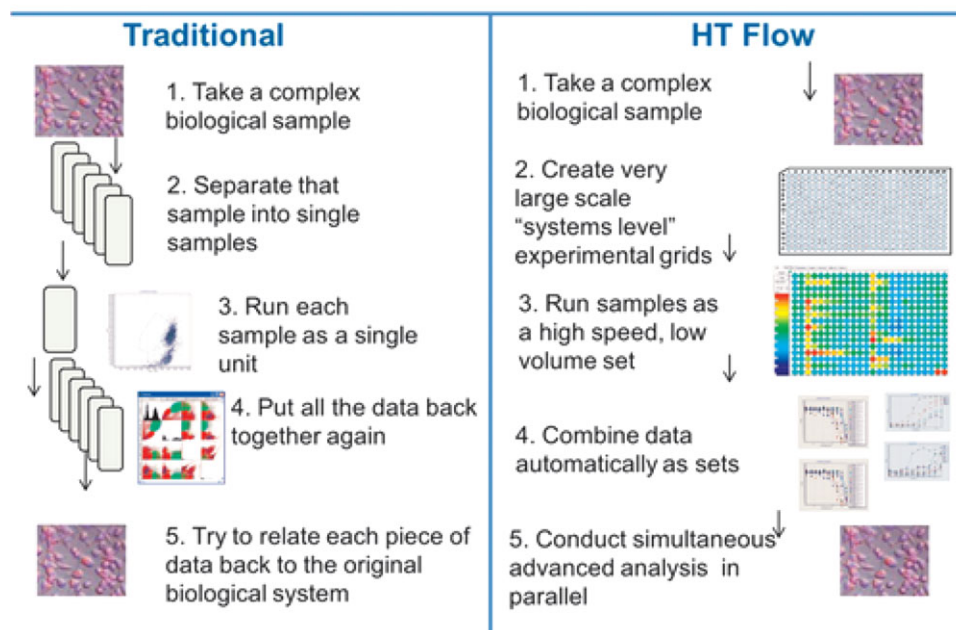 Traditional
1. Take a complex
biological sample
2. Separate that
sample into single
samples
3. Run each
sample as a single
unit
4. Put all the data back
together again
5. Try to relate each piece of
data back to the original
biological system
HT Flow
1. Take a complex
biological sample
2. Create very
large scale
“systems level”
experimental grids
3. Run samples as
a high speed, low
volume set
4. Combine data
automatically as sets
5. Conduct simultaneous
advanced analysis in
parallel